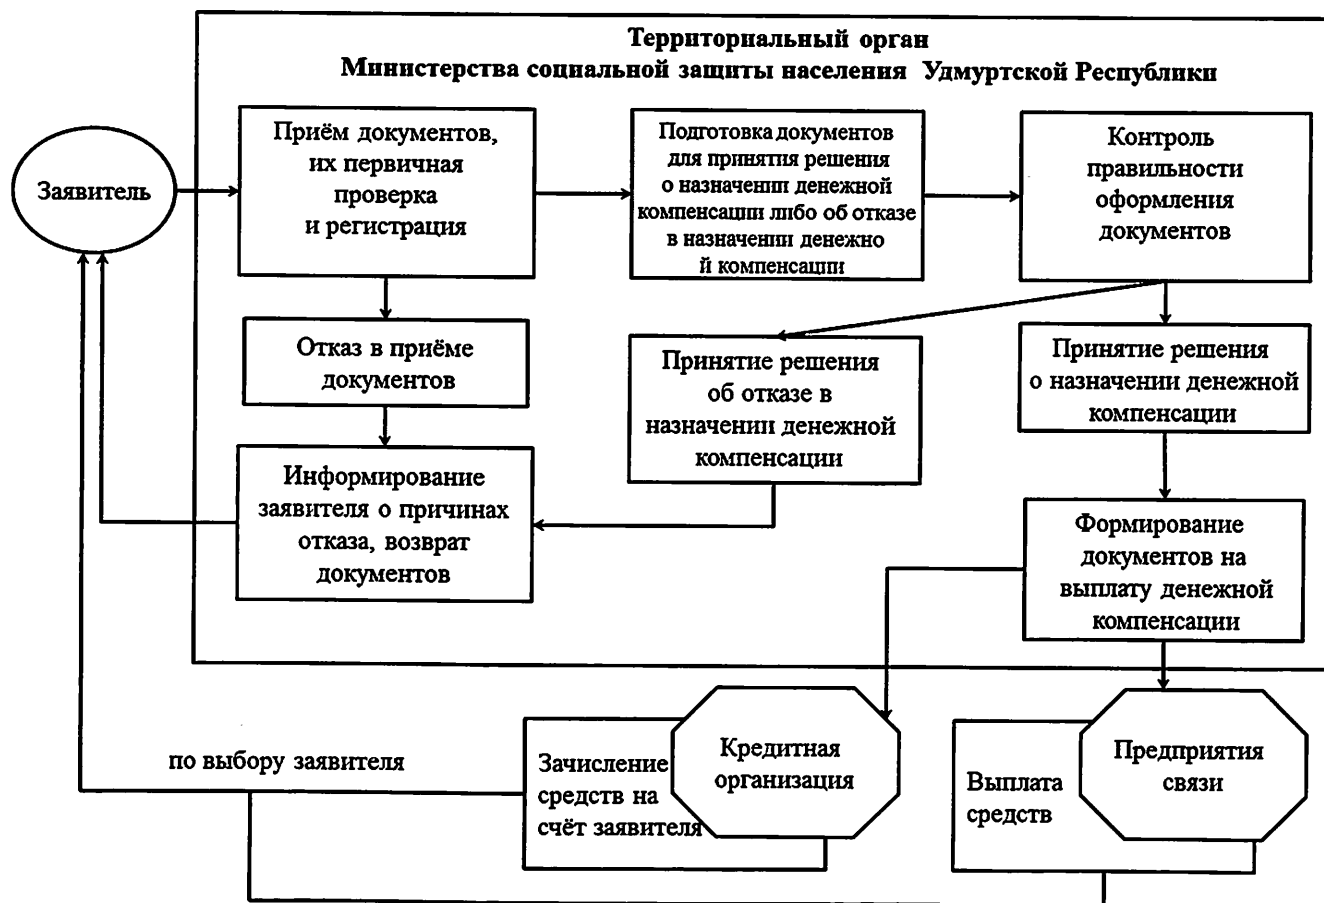 Территориальный орган
Министерства социальной защиты населения Удмуртской Республики
Заявитель
Приём документов,
их первичная
проверка
и регистрация
Подготовка документов
для принятия решения
о назначении денежной
компенсации либо об отказе
в назначении денежно
й компенсации
Контроль
правильности
оформления
документов
Отказ в приёме
документов
Принятие решения
об отказе в
назначении денежной
компенсации
Принятие решения
о назначении денежной
компенсации
Информирование
заявителя о причинах
отказа, возврат
документов
Формирование
документов на
выплату денежной
компенсации
по выбору заявителя
Зачисление
средств на
счёт заявителя
Кредитная
организация
Выплата
средств
Предприятия
связи